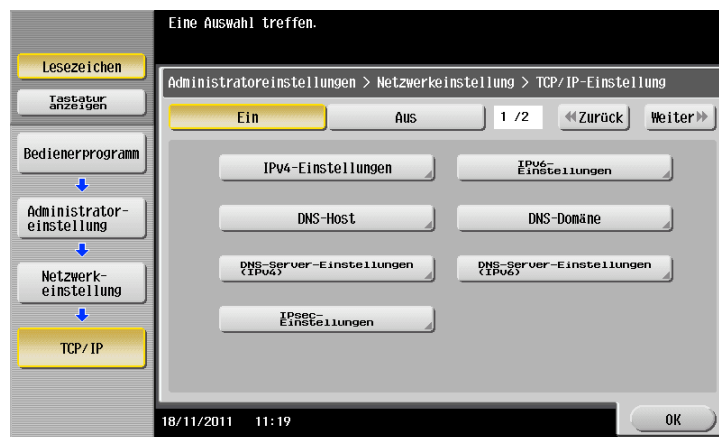 Eine Auswahl treffen.
Lesezeichen
Tastatur
anzeigen
Bedienerprogramm
Administrator-
einstellung
Netzwerk-
einstellung
TCP/IP
Administratoreinstellungen > Netzwerkeinstellung > TCP/IP-Einstellung
Ein
Aus
1 /2
Zurück
Weiter
IPv4-Einstellungen
IPv6-
Einstellungen
DNS-Host
DNS-Domäne
DNS-Server-Einstellungen
(IPv4)
DNS-Server-Einstellungen
(IPv6)
IPsec-
Einstellungen
18/11/2011 11:19
OK